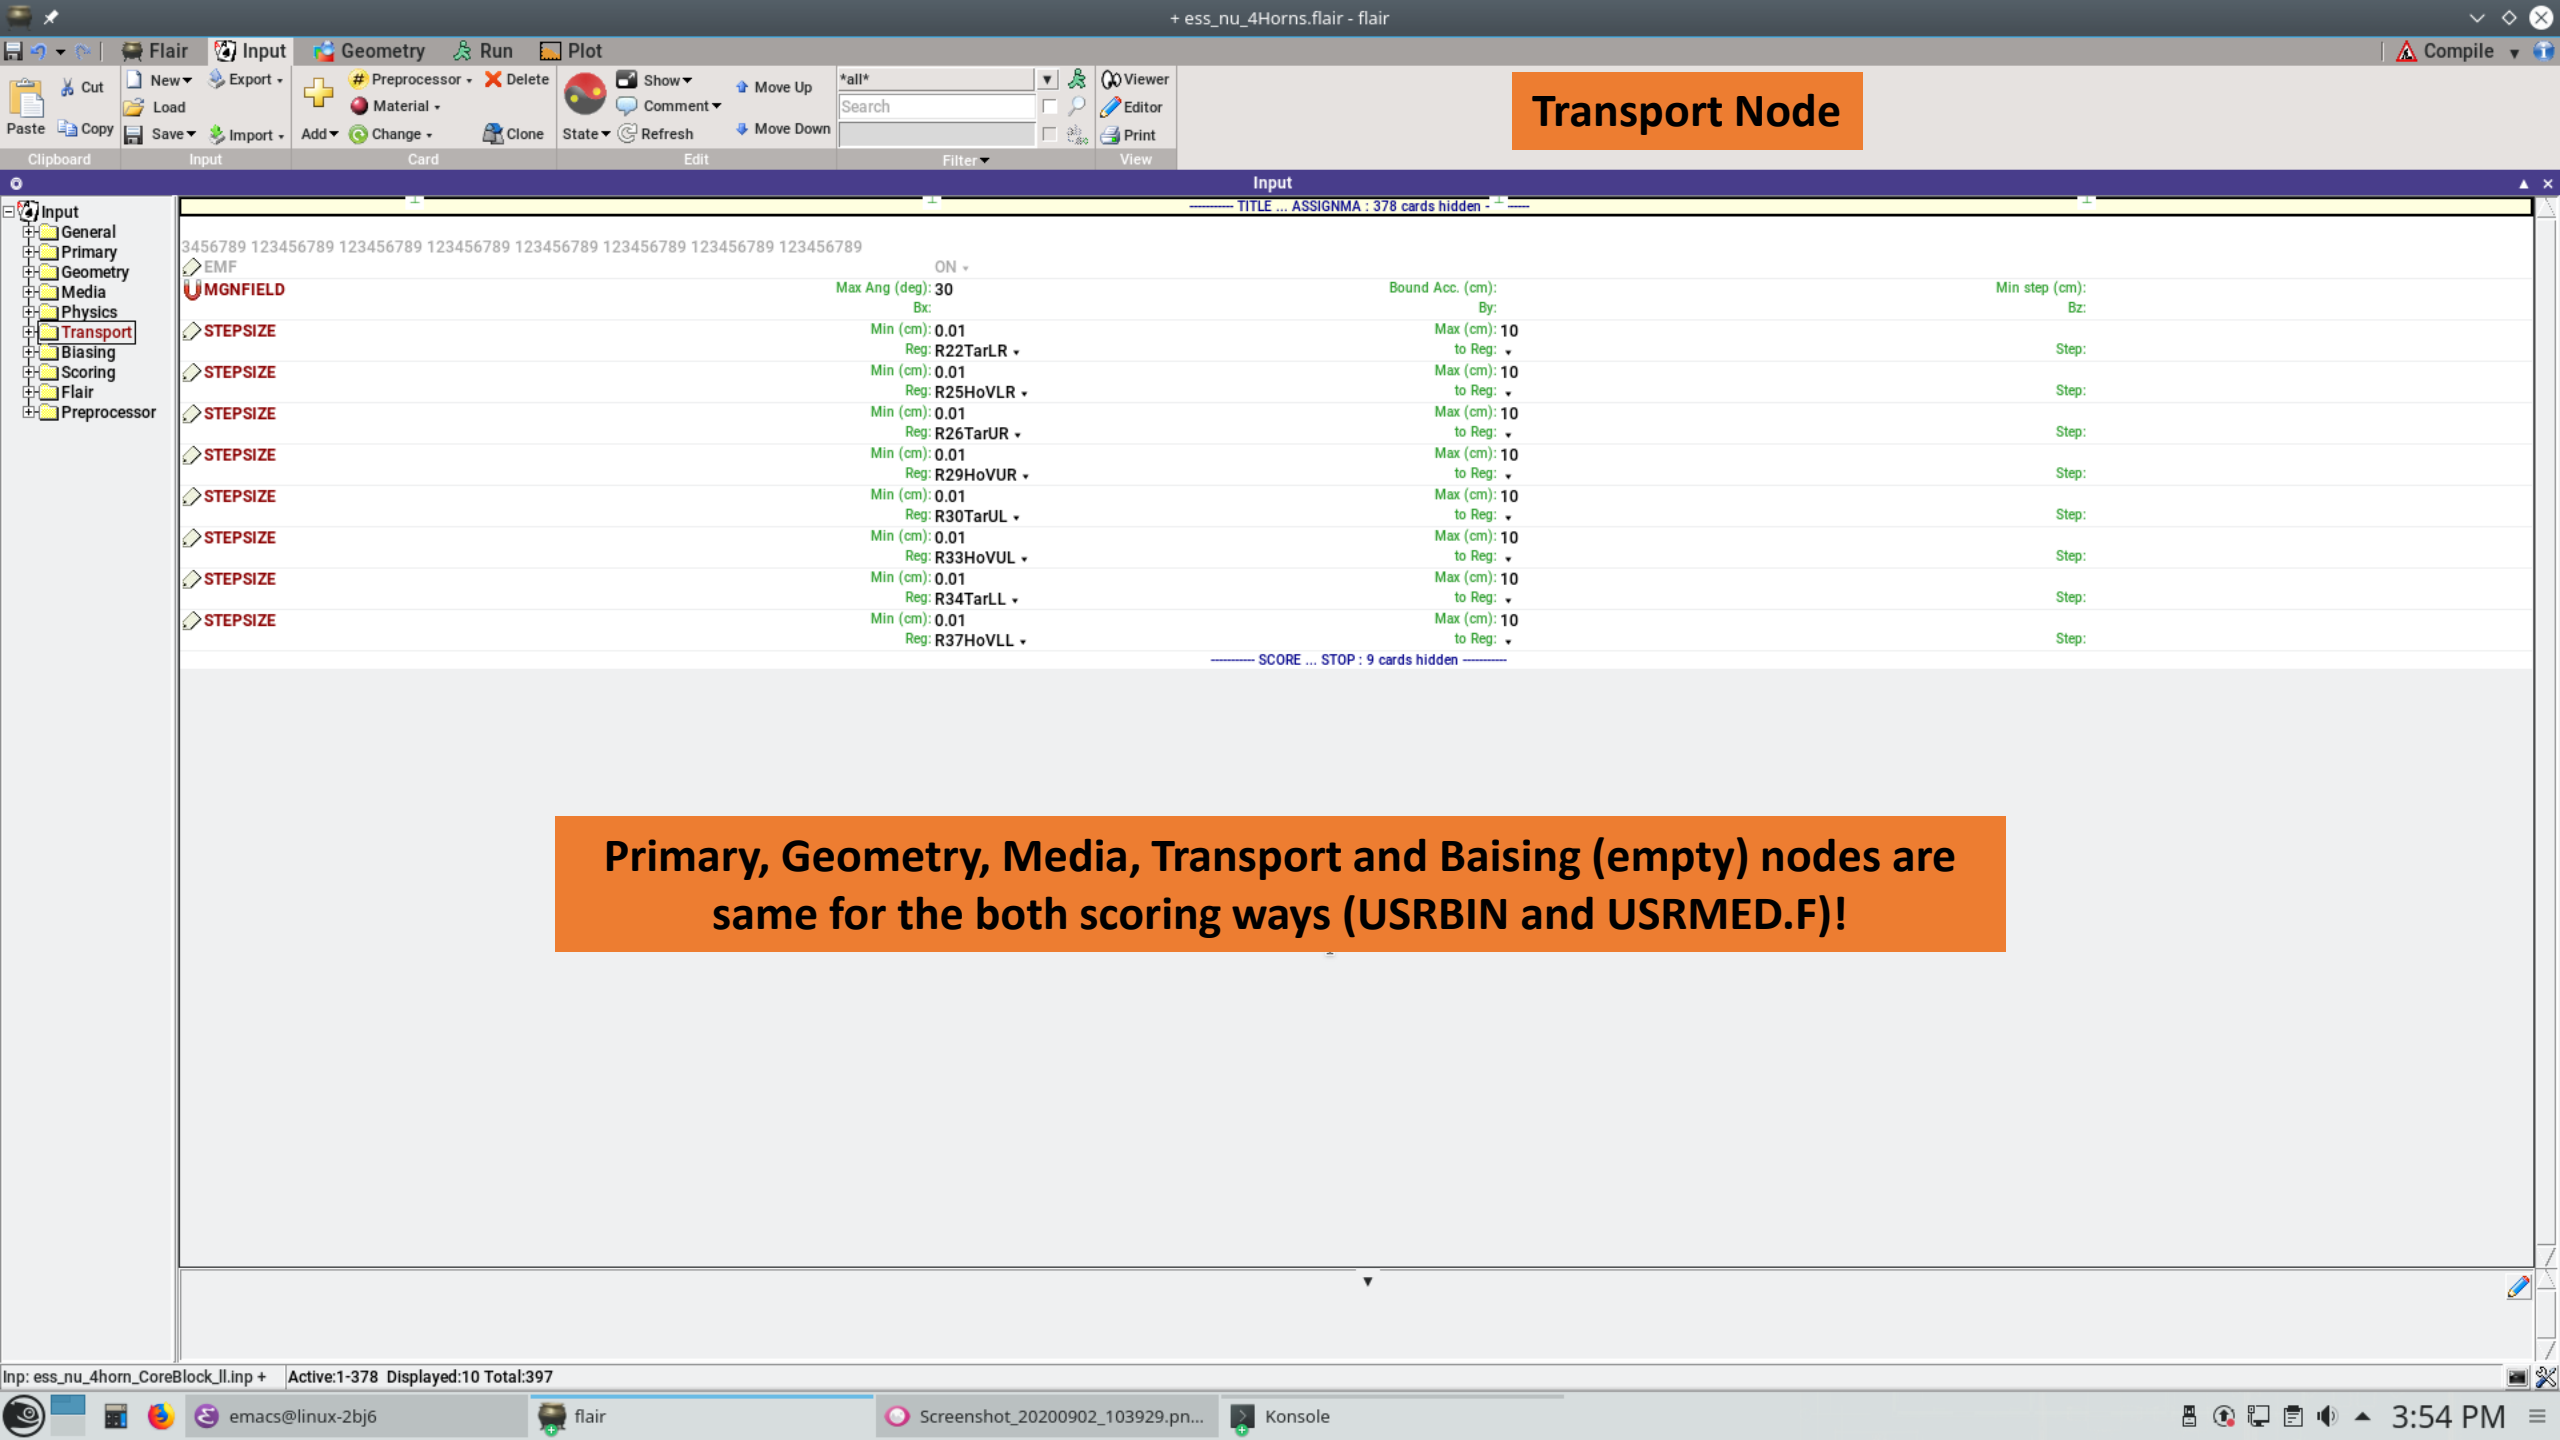 + ess_nu_4Horns.flair - flair
Flair Input Geometry Run Plot Compile
Paste Cut Copy New Load Save Export Import Add # Preprocessor Material Change Delete Clone State Show Comment Refresh Move Up Move Down *all* Search Viewer Editor Print
Clipboard Input Card Edit Filter View
Transport Node
Input
Input
General
Primary
Geometry
Media
Physics
Transport
Biasing
Scoring
Flair
Preprocessor
---------- TITLE ... ASSIGNMA : 378 cards hidden - -----
3456789 123456789 123456789 123456789 123456789 123456789 123456789 123456789
EMF ON
MGNFIELD Max Ang (deg): 30 Bound Acc. (cm): Min step (cm):
Bx: By: Bz:
STEPSIZE Min (cm): 0.01 Max (cm): 10
Reg: R22TarLR to Reg: Step:
STEPSIZE Min (cm): 0.01 Max (cm): 10
Reg: R25HoVLR to Reg: Step:
STEPSIZE Min (cm): 0.01 Max (cm): 10
Reg: R26TarUR to Reg: Step:
STEPSIZE Min (cm): 0.01 Max (cm): 10
Reg: R29HoVUR to Reg: Step:
STEPSIZE Min (cm): 0.01 Max (cm): 10
Reg: R30TarUL to Reg: Step:
STEPSIZE Min (cm): 0.01 Max (cm): 10
Reg: R33HoVUL to Reg: Step:
STEPSIZE Min (cm): 0.01 Max (cm): 10
Reg: R34TarLL to Reg: Step:
STEPSIZE Min (cm): 0.01 Max (cm): 10
Reg: R37HoVLL to Reg: Step:
---------- SCORE ... STOP : 9 cards hidden ----------
Primary, Geometry, Media, Transport and Baising (empty) nodes are
same for the both scoring ways (USRBIN and USRMED.F)!
Inp: ess_nu_4horn_CoreBlock_ll.inp + Active:1-378 Displayed:10 Total:397
emacs@linux-2bj6 flair Screenshot_20200902_103929.pn... Konsole 3:54 PM